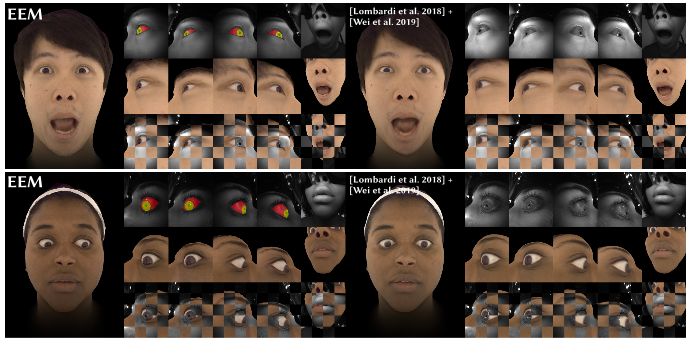 EEM
[Lombardi et al. 2018] +
[Wei et al. 2019]
EEM
[Lombardi et al. 2018] +
[Wei et al. 2019]